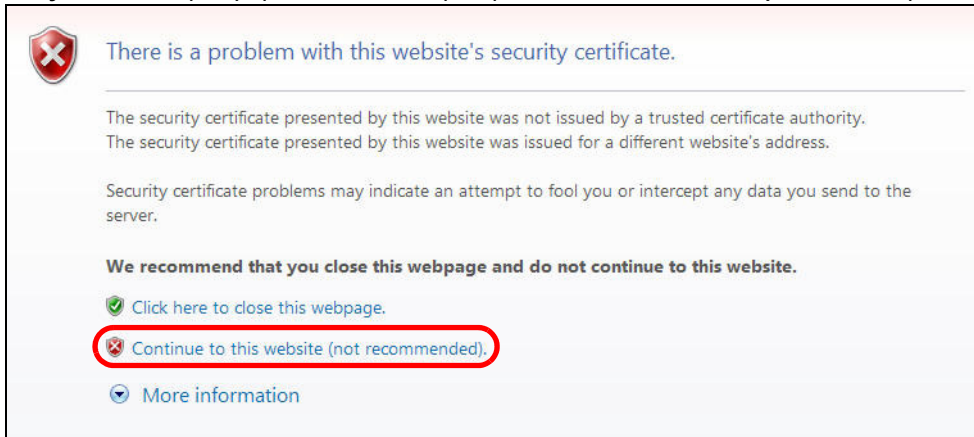 There is a problem with this website's security certificate.
The security certificate presented by this website was not issued by a trusted certificate authority.
The security certificate presented by this website was issued for a different website's address.
Security certificate problems may indicate an attempt to fool you or intercept any data you send to the
server.
We recommend that you close this webpage and do not continue to this website.
Click here to close this webpage.
Continue to this website (not recommended).
More information